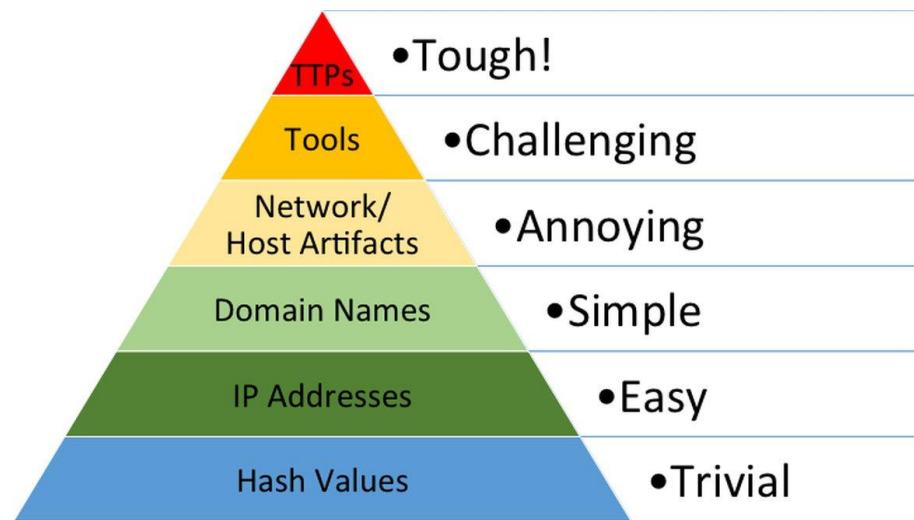 TTPs
•Tough!
Tools
•Challenging
Network/
Host Artifacts
•Annoying
Domain Names
•Simple
IP Addresses
•Easy
Hash Values
•Trivial